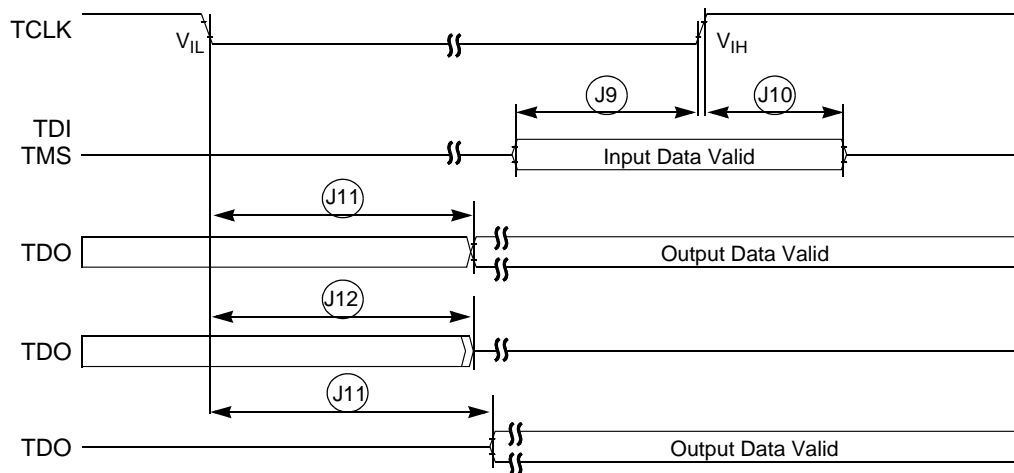 TCLK
VIL
VIH
J9
J10
TDI
TMS
Input Data Valid
J11
TDO
Output Data Valid
J12
TDO
J11
TDO
Output Data Valid